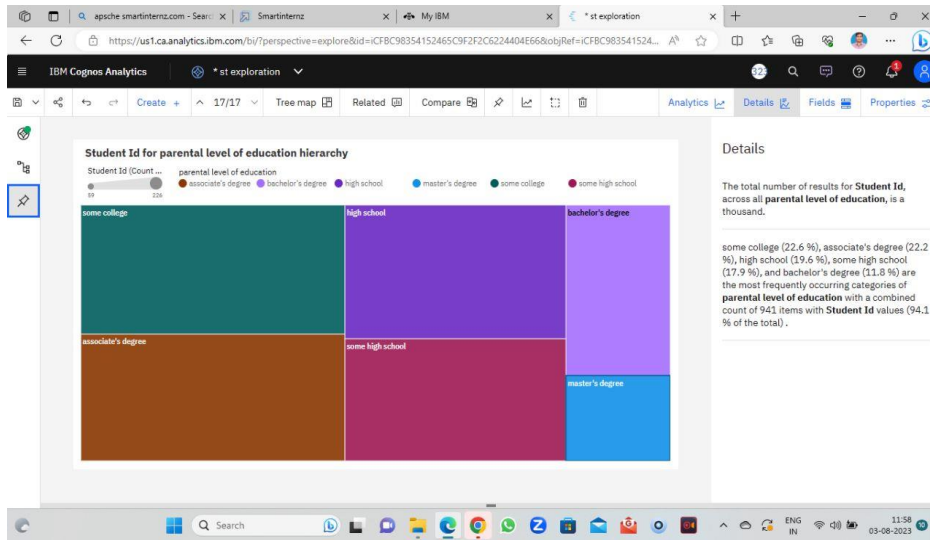 apsche smartinternz.com - Searc
Smartinternz
My IBM
* st exploration
https://us1.ca.analytics.ibm.com/bi/?perspective=explore&id=iCFBC98354152465C9F2F2C6224404E66&objRef=iCFBC983541524...
IBM Cognos Analytics
* st exploration
Create +
17/17
Tree map
Related
Compare
Analytics
Details
Fields
Properties
Student Id for parental level of education hierarchy
Student Id (Count ...
parental level of education
associate's degree
bachelor's degree
high school
master's degree
some college
some high school
59
226
some college
high school
bachelor's degree
associate's degree
some high school
master's degree
Details
The total number of results for Student Id,
across all parental level of education, is a
thousand.
some college (22.6 %), associate's degree (22.2
%), high school (19.6 %), some high school
(17.9 %), and bachelor's degree (11.8 %) are
the most frequently occurring categories of
parental level of education with a combined
count of 941 items with Student Id values (94.1
% of the total) .
Search
ENG
IN
11:58
03-08-2023
10